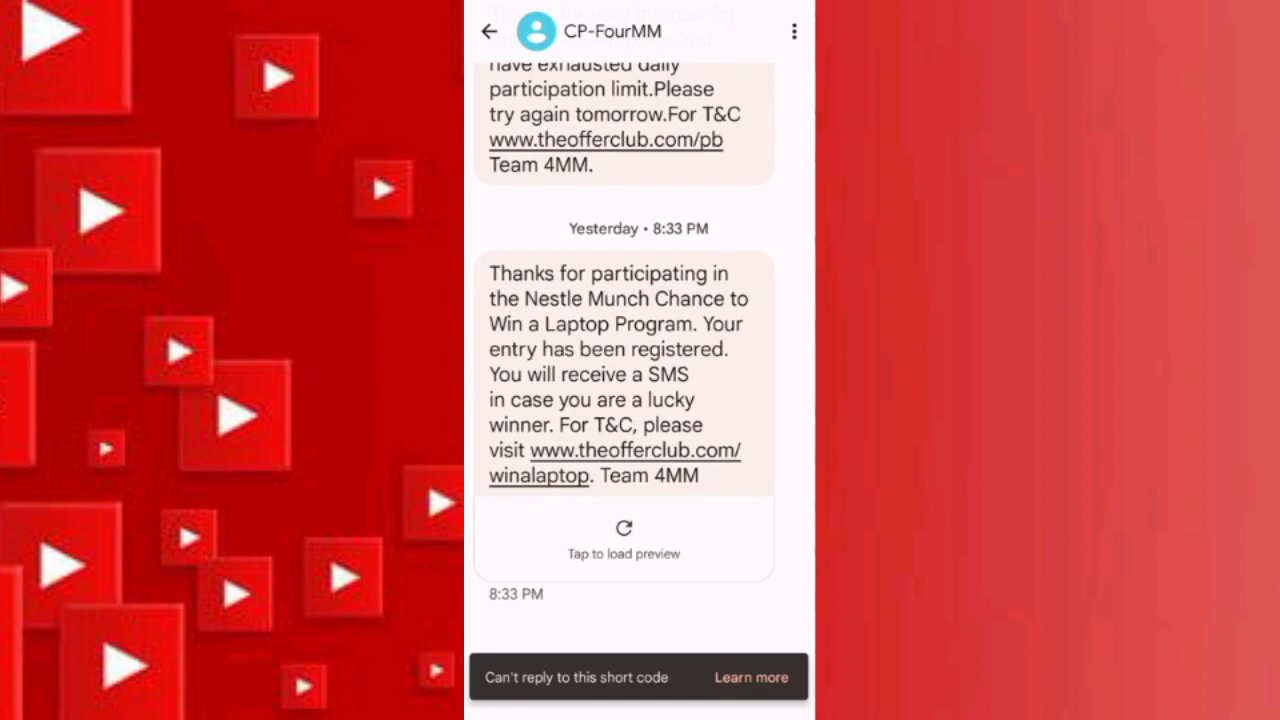 CP-FourMM
have exhausted daily
participation limit.Please
try again tomorrow.For T&C
www.theofferclub.com/pb
Team 4MM.
Yesterday • 8:33 PM
Thanks for participating in
the Nestle Munch Chance to
Win a Laptop Program. Your
entry has been registered.
You will receive a SMS
in case you are a lucky
winner. For T&C, please
visit www.theofferclub.com/
winalaptop. Team 4MM
Tap to load preview
8:33 PM
Can't reply to this short code Learn more